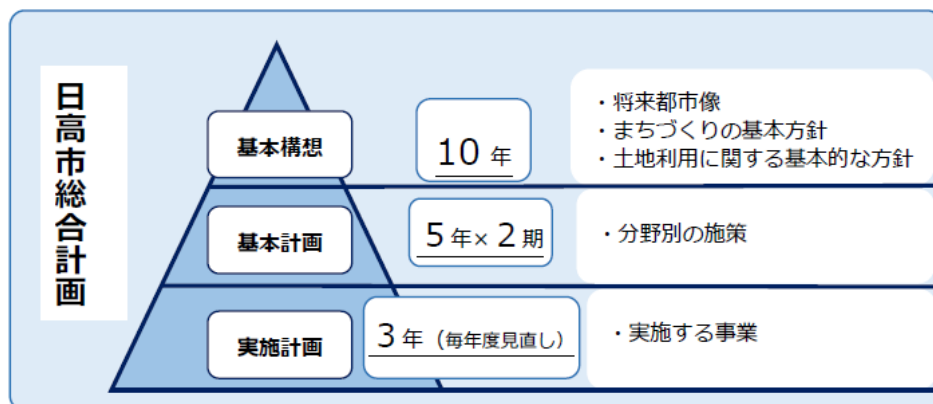 日高市総合計画
基本構想
10 年
・将来都市像
・まちづくりの基本方針
・土地利用に関する基本的な方針
基本計画
5 年× 2 期
・分野別の施策
実施計画
3 年（毎年度見直し）
・実施する事業